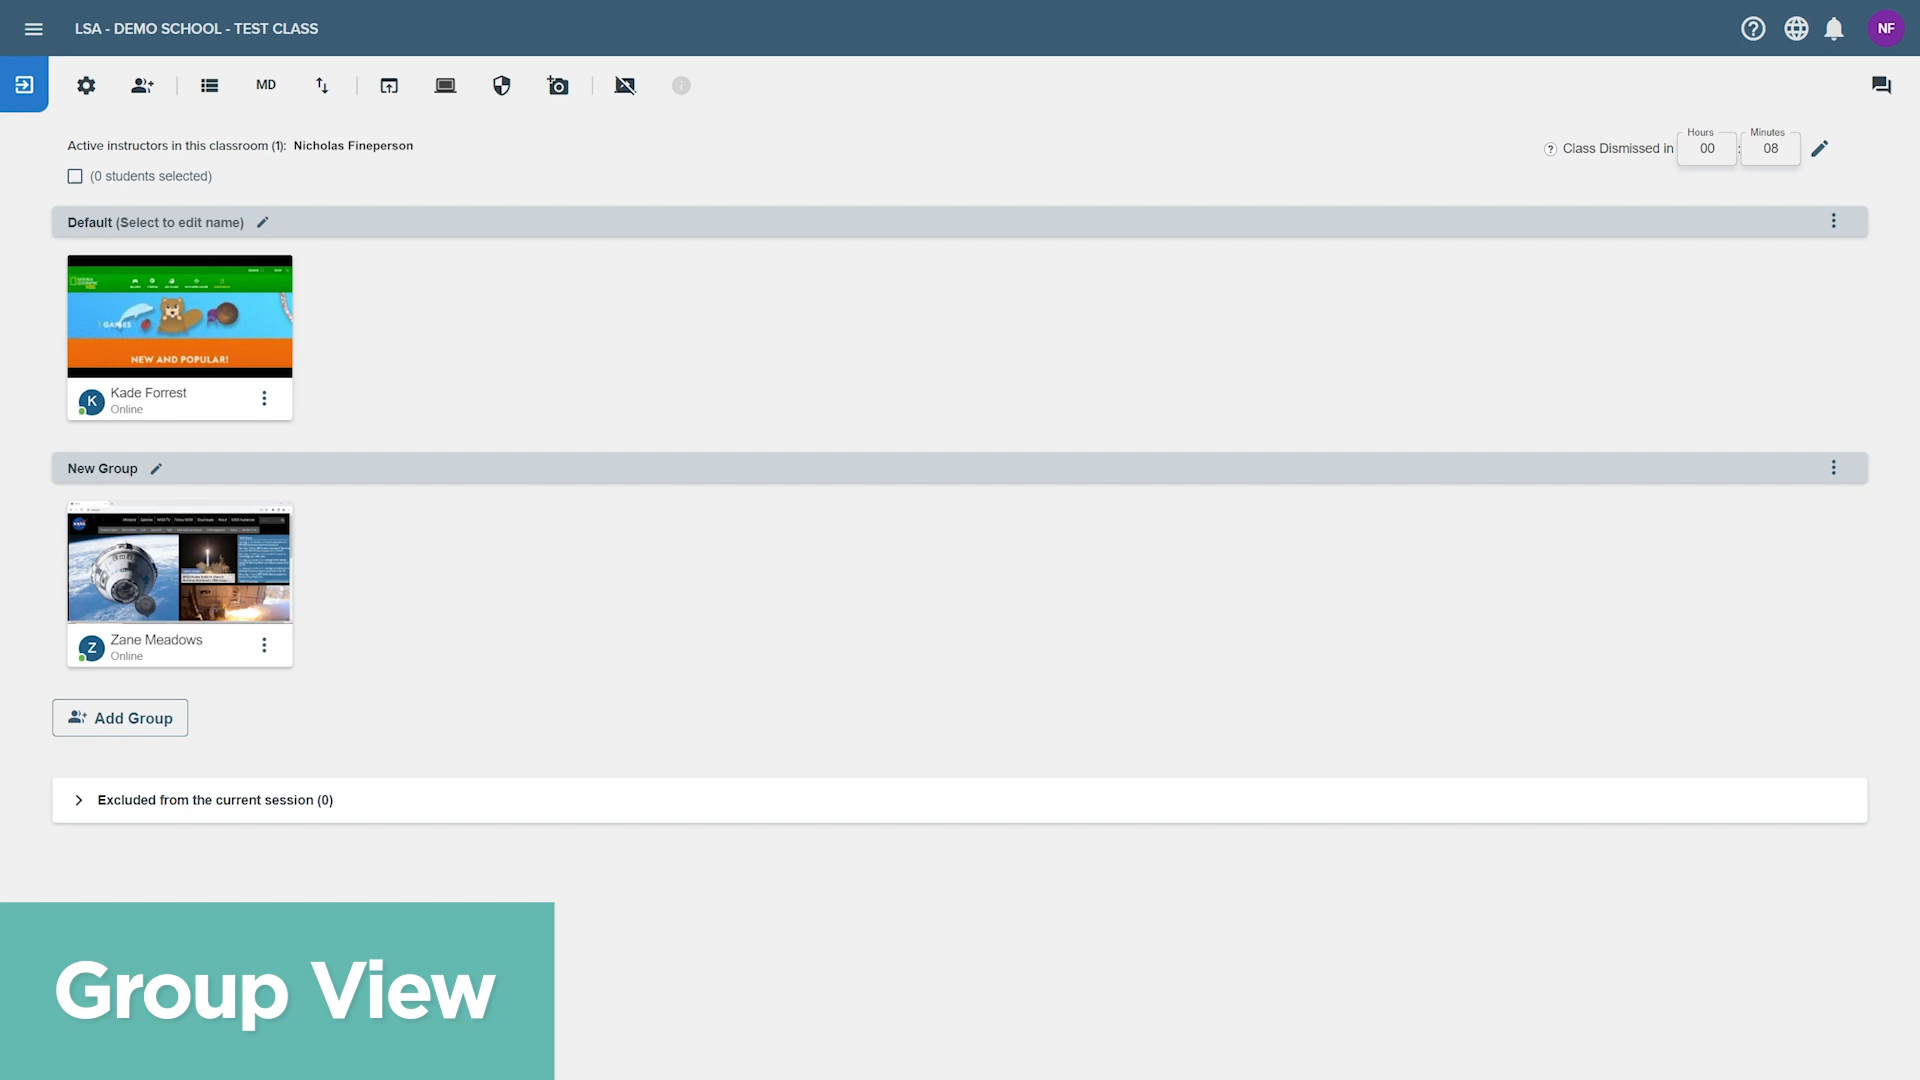 LSA - DEMO SCHOOL - TEST CLASS
NF
MD
Active instructors in this classroom (1): Nicholas Fineperson
(0 students selected)
? Class Dismissed in
Hours
00
:
Minutes
08
Default (Select to edit name)
GAMES
NEW AND POPULAR!
K
Kade Forrest
Online
New Group
NASA
Z
Zane Meadows
Online
Add Group
Excluded from the current session (0)
Group View